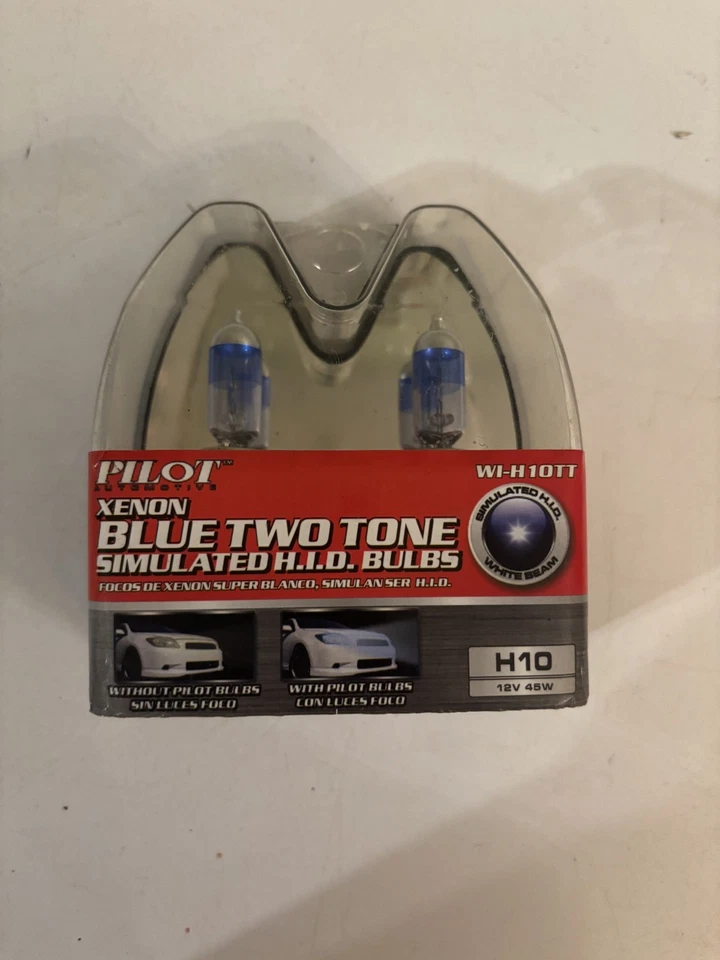 PILOT™
AUTOMOTIVE
WI-H10TT
XENON
BLUE TWO TONE
SIMULATED H.I.D. BULBS
FOCOS DE XENON SUPER BLANCO, SIMULAN SER H.I.D.
SIMULATED H.I.D.
WHITE BEAM
WITHOUT PILOT BULBS
SIN LUCES FOCO
WITH PILOT BULBS
CON LUCES FOCO
H10
12V 45W